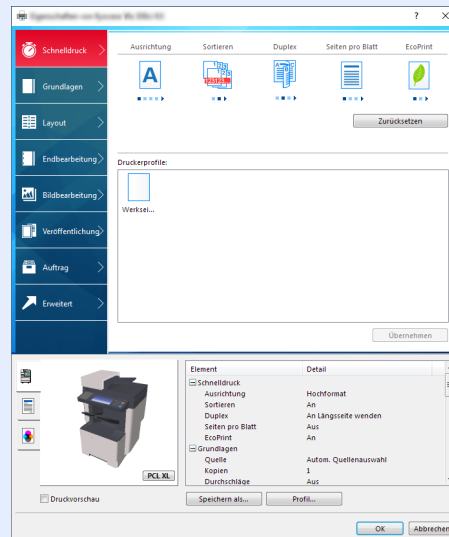 ? X
Schnelldruck
Grundlagen
Layout
Endbearbeitung
Bildbearbeitung
Veröffentlichung
Auftrag
Erweitert
Ausrichtung Sortieren Duplex Seiten pro Blatt EcoPrint
A 123123
Zurücksetzen
Druckerprofile:
Werksei...
Übernehmen
PCL XL
Druckvorschau
Element Detail
Schnelldruck
Ausrichtung Hochformat
Sortieren An
Duplex An Längsseite wenden
Seiten pro Blatt Aus
EcoPrint An
Grundlagen
Quelle Autom. Quellenauswahl
Kopien 1
Durchschläge Aus
Speichern als... Profil...
OK Abbrechen